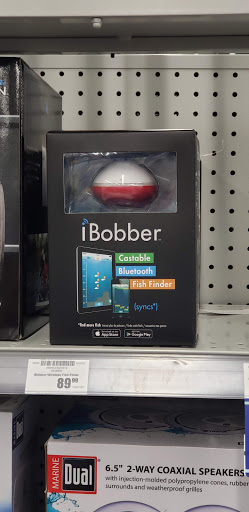 iBobber
Castable
Bluetooth
Fish Finder
(syncs*)
App Store
Google Play
89
MARINE
Dual
6.5" 2-WAY COAXIAL SPEAKERS
with injection-molded polypropylene cones, rubber
surrounds and weatherproof grilles